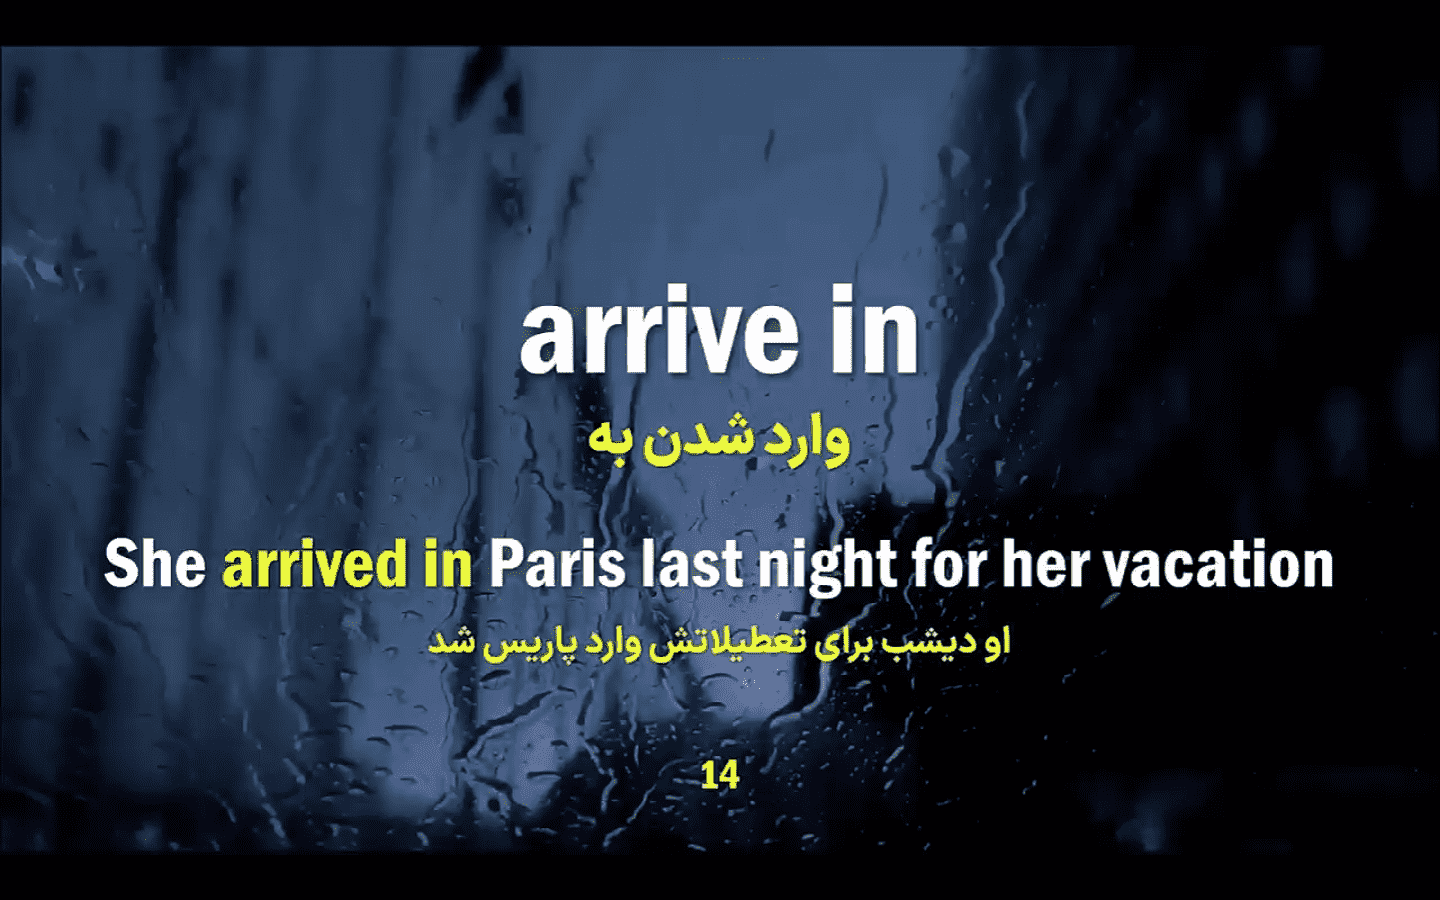 arrive in
وارد شدن به
She arrived in Paris last night for her vacation
او دیشب برای تعطیلاتش وارد پاریس شد
14